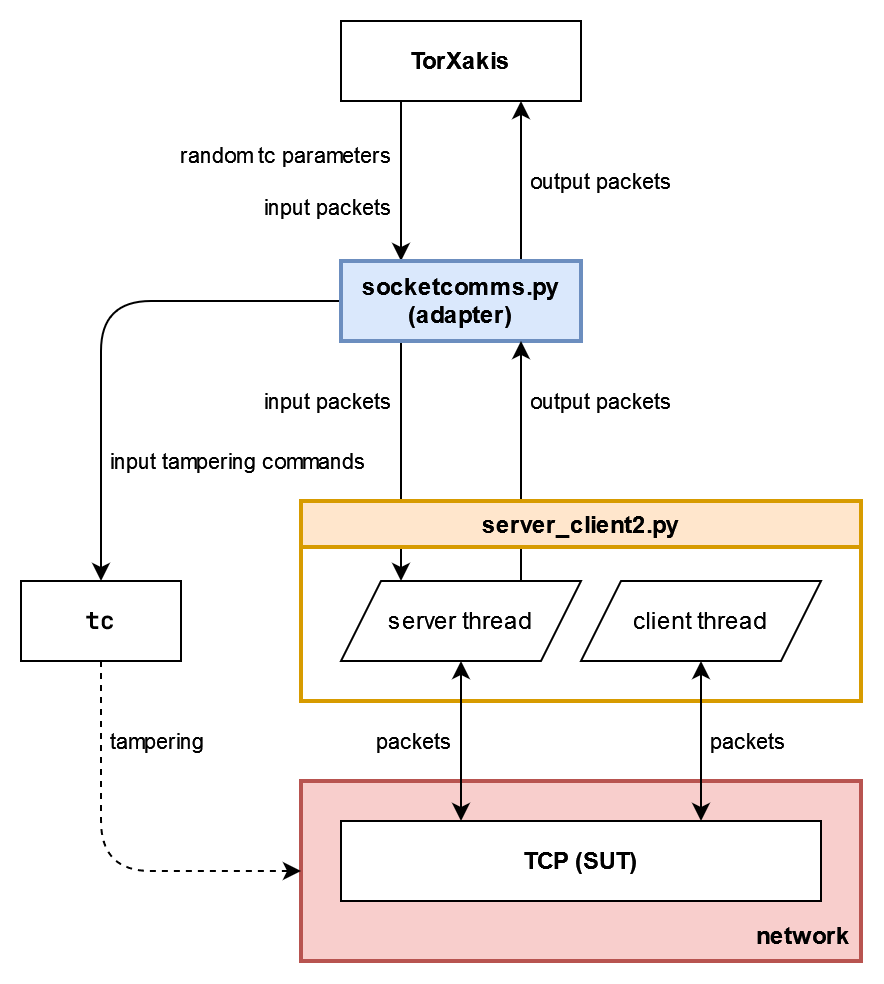 TorXakis
random tc parameters
input packets
output packets
socketcomms.py
(adapter)
input packets
output packets
input tampering commands
server_client2.py
tc
server thread
client thread
tampering
packets
packets
TCP (SUT)
network